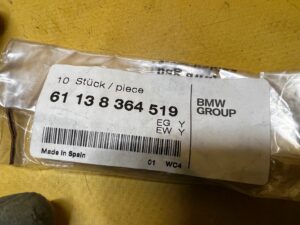 10 Stück / piece
61 13 8 364 519
EG Y
EW Y
BMW
GROUP
Made in Spain
01 WC4